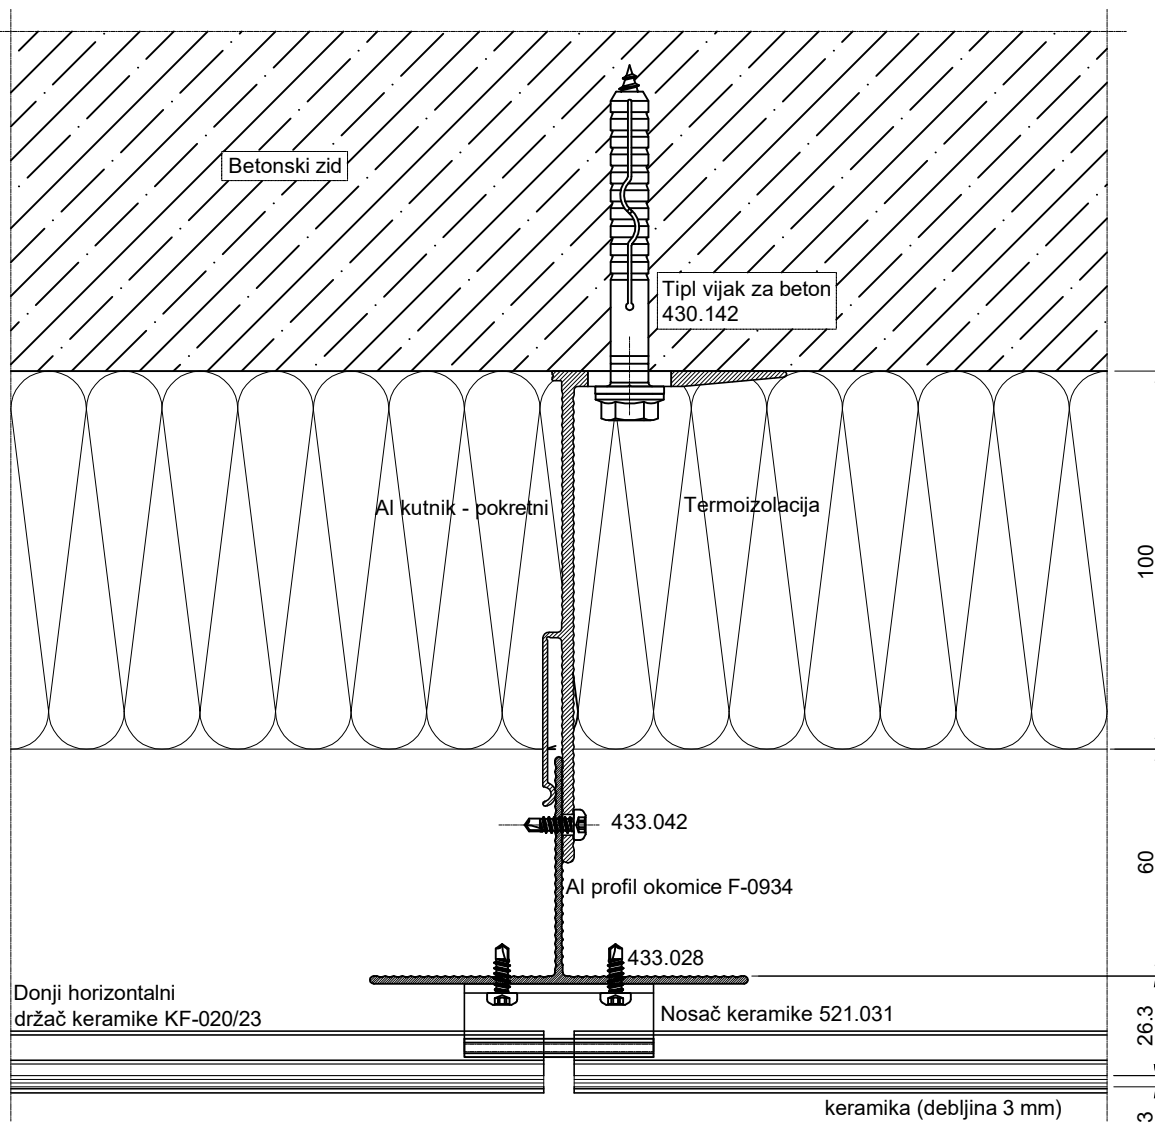 Betonski zid
Tipl vijak za beton
430.142
Al kutnik - pokretni
Termoizolacija
100
433.042
60
Al profil okomice F-0934
433.028
Donji horizontalni
držač keramike KF-020/23
Nosač keramike 521.031
26.3
keramika (debljina 3 mm)
3